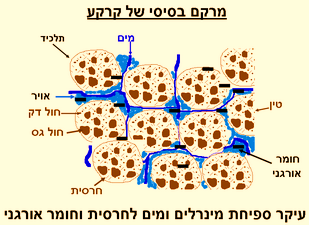 מרקם בסיסי של קרקע
תלכיד
מים
אויר
חול דק
חול גס
טין
חומר
אורגני
חרסית
עיקר ספיחת מינרלים ומים לחרסית וחומר אורגני